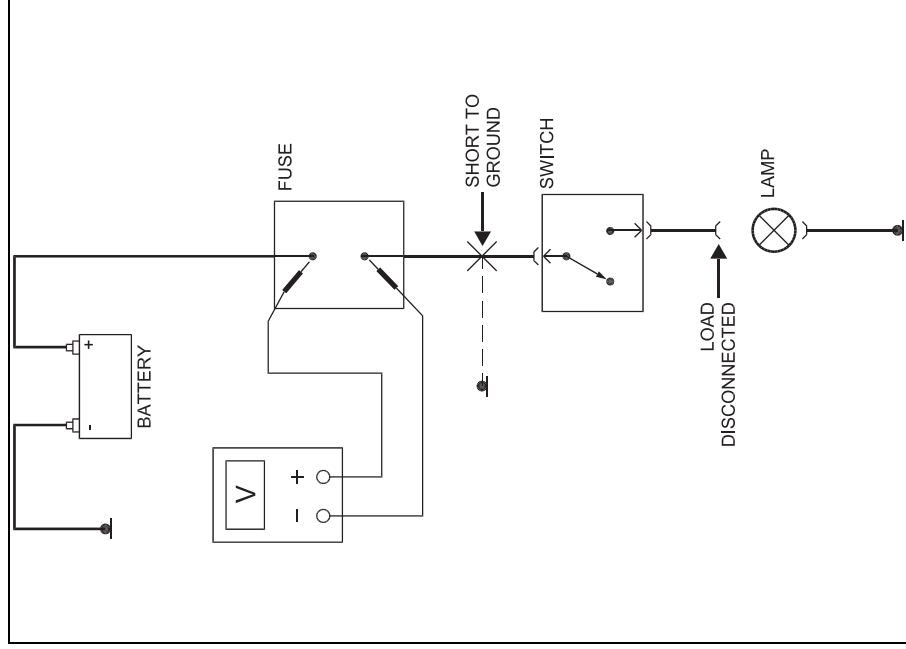 FUSE
SHORT TO
GROUND
SWITCH
LAMP
+
-
BATTERY
LOAD
DISCONNECTED
V
+
-